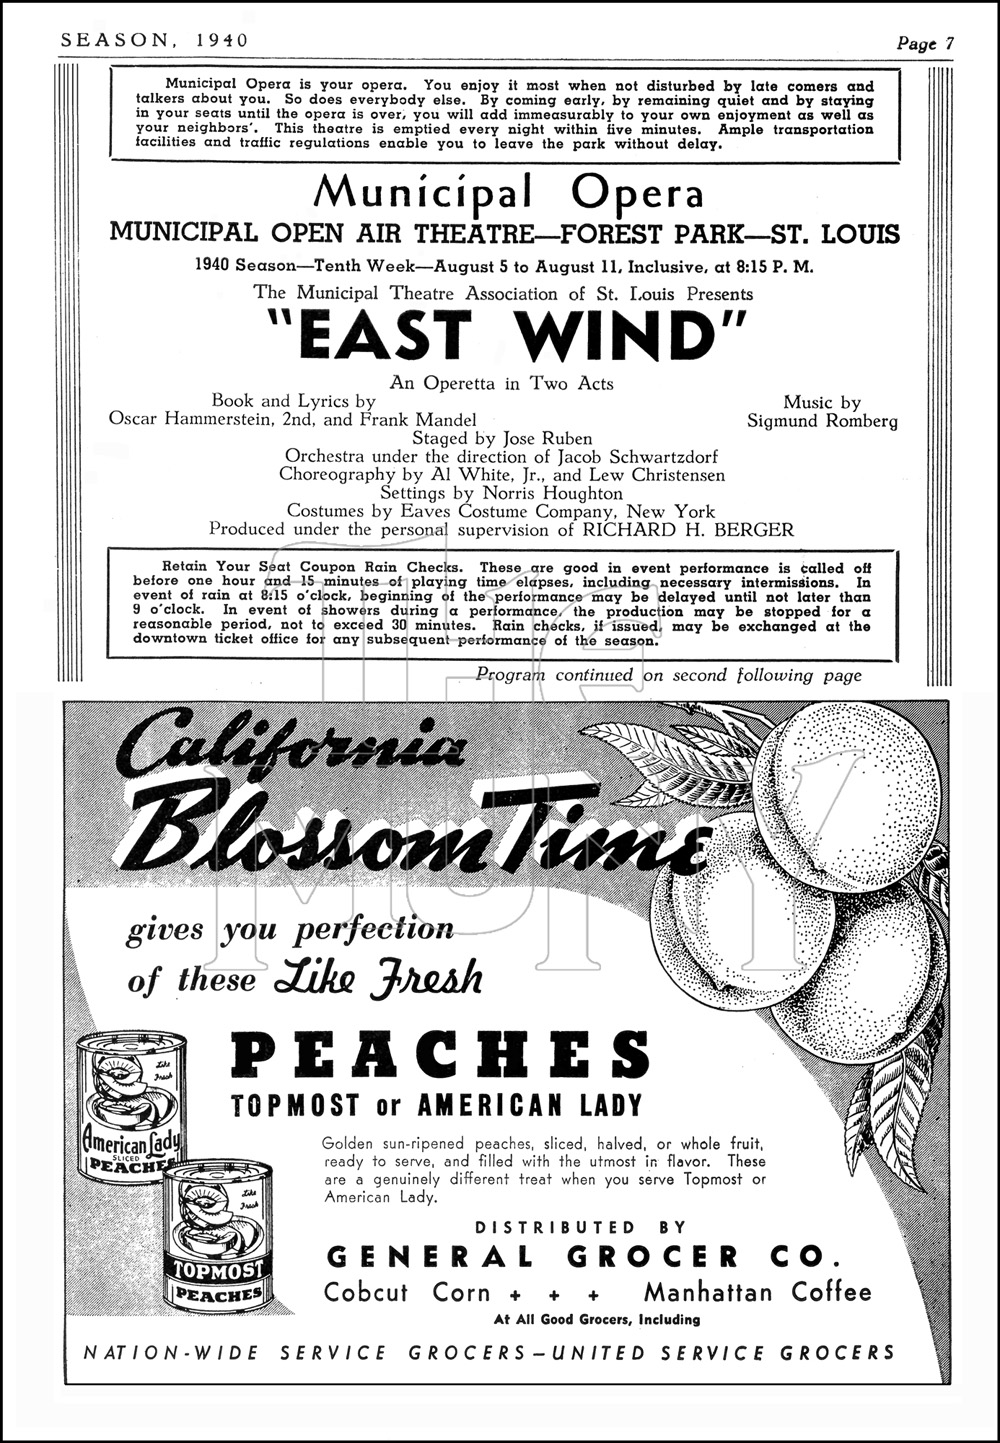 SEASON, 1940
Page 7
Municipal Opera is your opera. You enjoy it most when not disturbed by late comers and
talkers about you. So does everybody else. By coming early, by remaining quiet and by staying
in your seats until the opera is over, you will add immeasurably to your own enjoyment as well as
your neighbors'. This theatre is emptied every night within five minutes. Ample transportation
facilities and traffic regulations enable you to leave the park without delay.
Municipal Opera
MUNICIPAL OPEN AIR THEATRE—FOREST PARK—ST. LOUIS
1940 Season—Tenth Week—August 5 to August 11, Inclusive, at 8:15 P. M.
The Municipal Theatre Association of St. Louis Presents
"EAST WIND"
An Operetta in Two Acts
Book and Lyrics by
Oscar Hammerstein, 2nd, and Frank Mandel
Music by
Sigmund Romberg
Staged by Jose Ruben
Orchestra under the direction of Jacob Schwartzdorf
Choreography by Al White, Jr., and Lew Christensen
Settings by Norris Houghton
Costumes by Eaves Costume Company, New York
Produced under the personal supervision of RICHARD H. BERGER
Retain Your Seat Coupon Rain Checks. These are good in event performance is called off
before one hour and 15 minutes of playing time elapses, including necessary intermissions. In
event of rain at 8:15 o'clock, beginning of the performance may be delayed until not later than
9 o'clock. In event of showers during a performance, the production may be stopped for a
reasonable period, not to exceed 30 minutes. Rain checks, if issued, may be exchanged at the
downtown ticket office for any subsequent performance of the season.
Program continued on second following page
THE
MUNY
California
Blossom Time
gives you perfection
of these Like Fresh
PEACHES
TOPMOST or AMERICAN LADY
Like
Fresh
American Lady
SLICED
PEACHES
Like
Fresh
TOPMOST
PEACHES
Golden sun-ripened peaches, sliced, halved, or whole fruit,
ready to serve, and filled with the utmost in flavor. These
are a genuinely different treat when you serve Topmost or
American Lady.
DISTRIBUTED BY
GENERAL GROCER CO.
Cobcut Corn + + + Manhattan Coffee
At All Good Grocers, Including
NATION-WIDE SERVICE GROCERS—UNITED SERVICE GROCERS